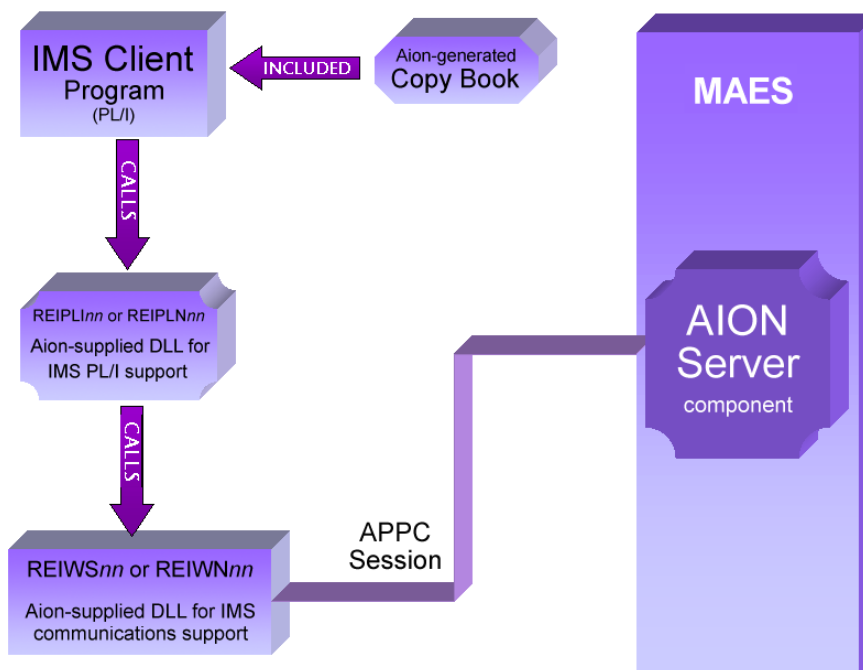 IMS Client
Program
(PL/I)
INCLUDED
Aion-generated
Copy Book
MAES
CALLS
REIPLInn or REIPLNnn
Aion-supplied DLL for
IMS PL/I support
AION
Server
component
CALLS
APPC
Session
REIWSnn or REIWNnn
Aion-supplied DLL for IMS
communications support